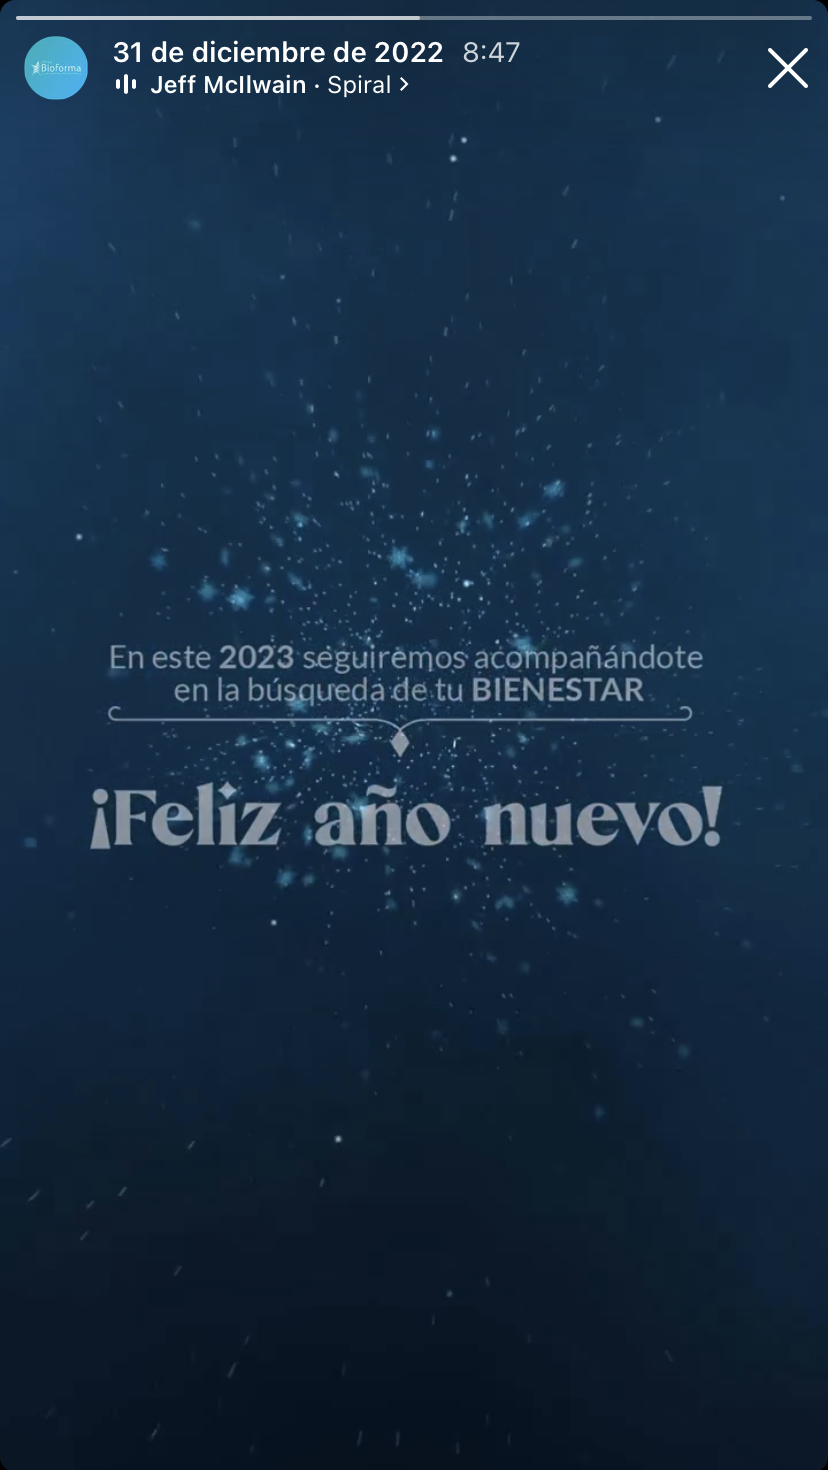 31 de diciembre de 2022 8:47
Bioforma
Jeff McIlwain · Spiral
En este 2023 seguiremos acompañándote
en la búsqueda de tu BIENESTAR
¡Feliz año nuevo!